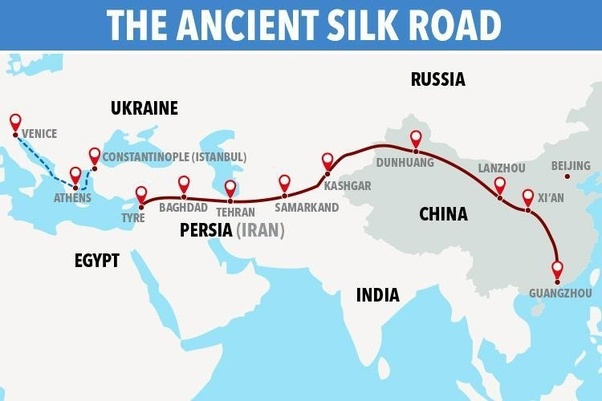 THE ANCIENT SILK ROAD
RUSSIA
UKRAINE
VENICE
CONSTANTINOPLE (ISTANBUL)
DUNHUANG
LANZHOU
BEIJING
KASHGAR
ATHENS
XI'AN
TYRE
BAGHDAD
TEHRAN
SAMARKAND
CHINA
PERSIA (IRAN)
EGYPT
INDIA
GUANGZHOU